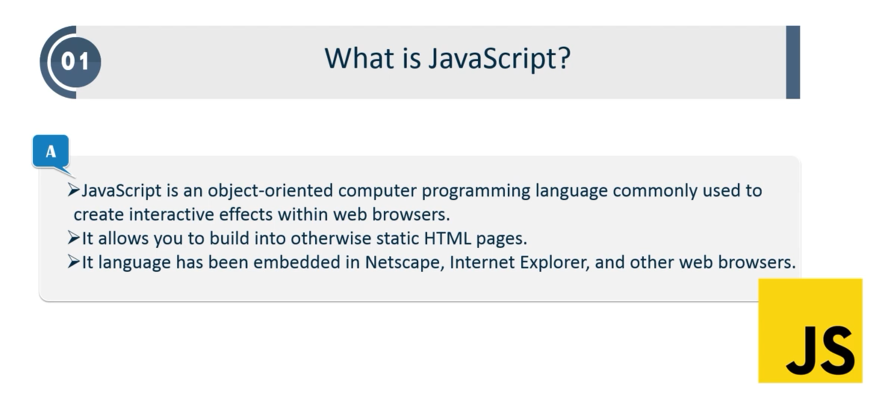 01
What is JavaScript?
A
➢JavaScript is an object-oriented computer programming language commonly used to
create interactive effects within web browsers.
➢It allows you to build into otherwise static HTML pages.
➢It language has been embedded in Netscape, Internet Explorer, and other web browsers.
JS